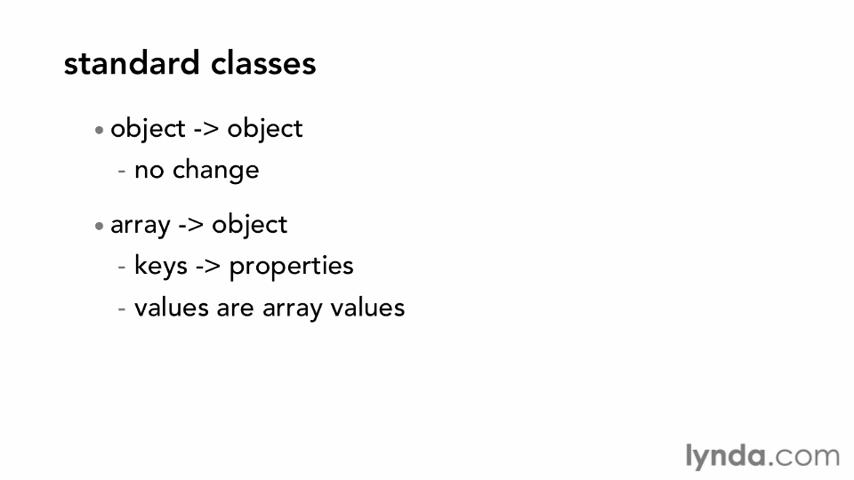 standard classes
• object -> object
- no change
• array -> object
- keys -> properties
- values are array values
lynda.com